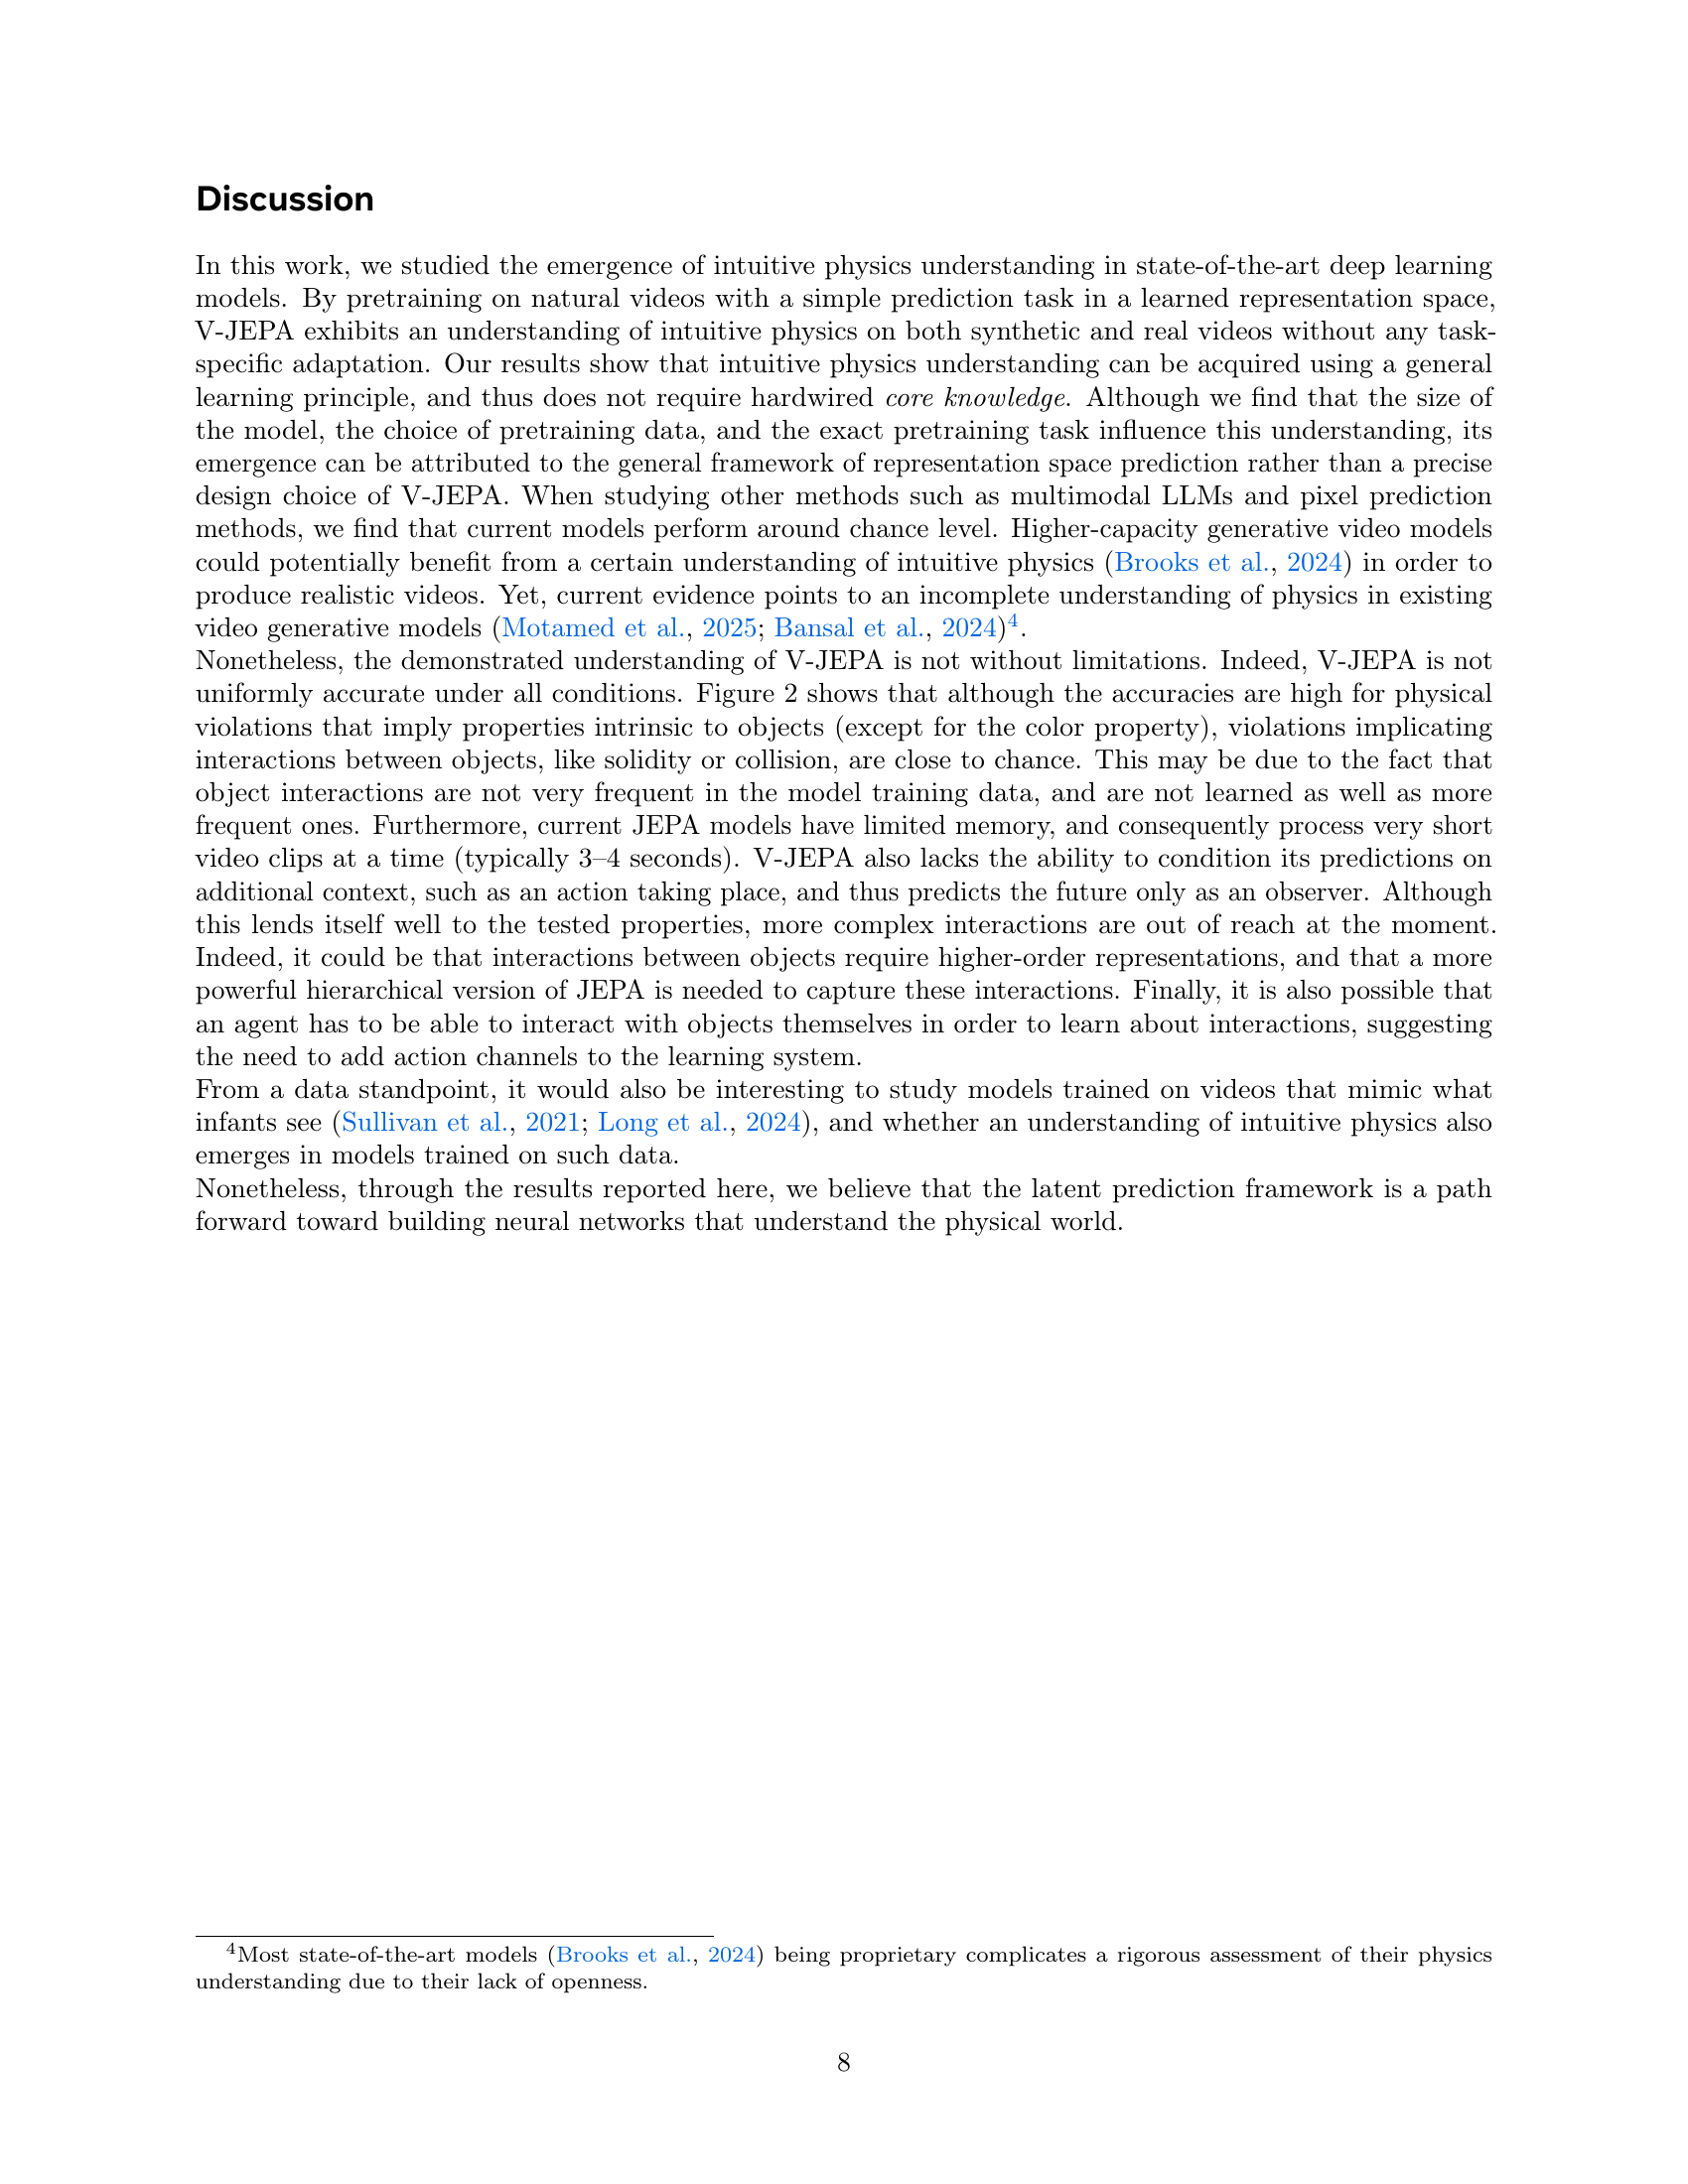 Discussion
In this work, we studied the emergence of intuitive physics understanding in state-of-the-art deep learning
models. By pretraining on natural videos with a simple prediction task in a learned representation space,
V-JEPA exhibits an understanding of intuitive physics on both synthetic and real videos without any task-
specific adaptation. Our results show that intuitive physics understanding can be acquired using a general
learning principle, and thus does not require hardwired core knowledge. Although we find that the size of
the model, the choice of pretraining data, and the exact pretraining task influence this understanding, its
emergence can be attributed to the general framework of representation space prediction rather than a precise
design choice of V-JEPA. When studying other methods such as multimodal LLMs and pixel prediction
methods, we find that current models perform around chance level. Higher-capacity generative video models
could potentially benefit from a certain understanding of intuitive physics (Brooks et al., 2024) in order to
produce realistic videos. Yet, current evidence points to an incomplete understanding of physics in existing
video generative models (Motamed et al., 2025; Bansal et al., 2024)4.
Nonetheless, the demonstrated understanding of V-JEPA is not without limitations. Indeed, V-JEPA is not
uniformly accurate under all conditions. Figure 2 shows that although the accuracies are high for physical
violations that imply properties intrinsic to objects (except for the color property), violations implicating
interactions between objects, like solidity or collision, are close to chance. This may be due to the fact that
object interactions are not very frequent in the model training data, and are not learned as well as more
frequent ones. Furthermore, current JEPA models have limited memory, and consequently process very short
video clips at a time (typically 3–4 seconds). V-JEPA also lacks the ability to condition its predictions on
additional context, such as an action taking place, and thus predicts the future only as an observer. Although
this lends itself well to the tested properties, more complex interactions are out of reach at the moment.
Indeed, it could be that interactions between objects require higher-order representations, and that a more
powerful hierarchical version of JEPA is needed to capture these interactions. Finally, it is also possible that
an agent has to be able to interact with objects themselves in order to learn about interactions, suggesting
the need to add action channels to the learning system.
From a data standpoint, it would also be interesting to study models trained on videos that mimic what
infants see (Sullivan et al., 2021; Long et al., 2024), and whether an understanding of intuitive physics also
emerges in models trained on such data.
Nonetheless, through the results reported here, we believe that the latent prediction framework is a path
forward toward building neural networks that understand the physical world.
4Most state-of-the-art models (Brooks et al., 2024) being proprietary complicates a rigorous assessment of their physics
understanding due to their lack of openness.
8